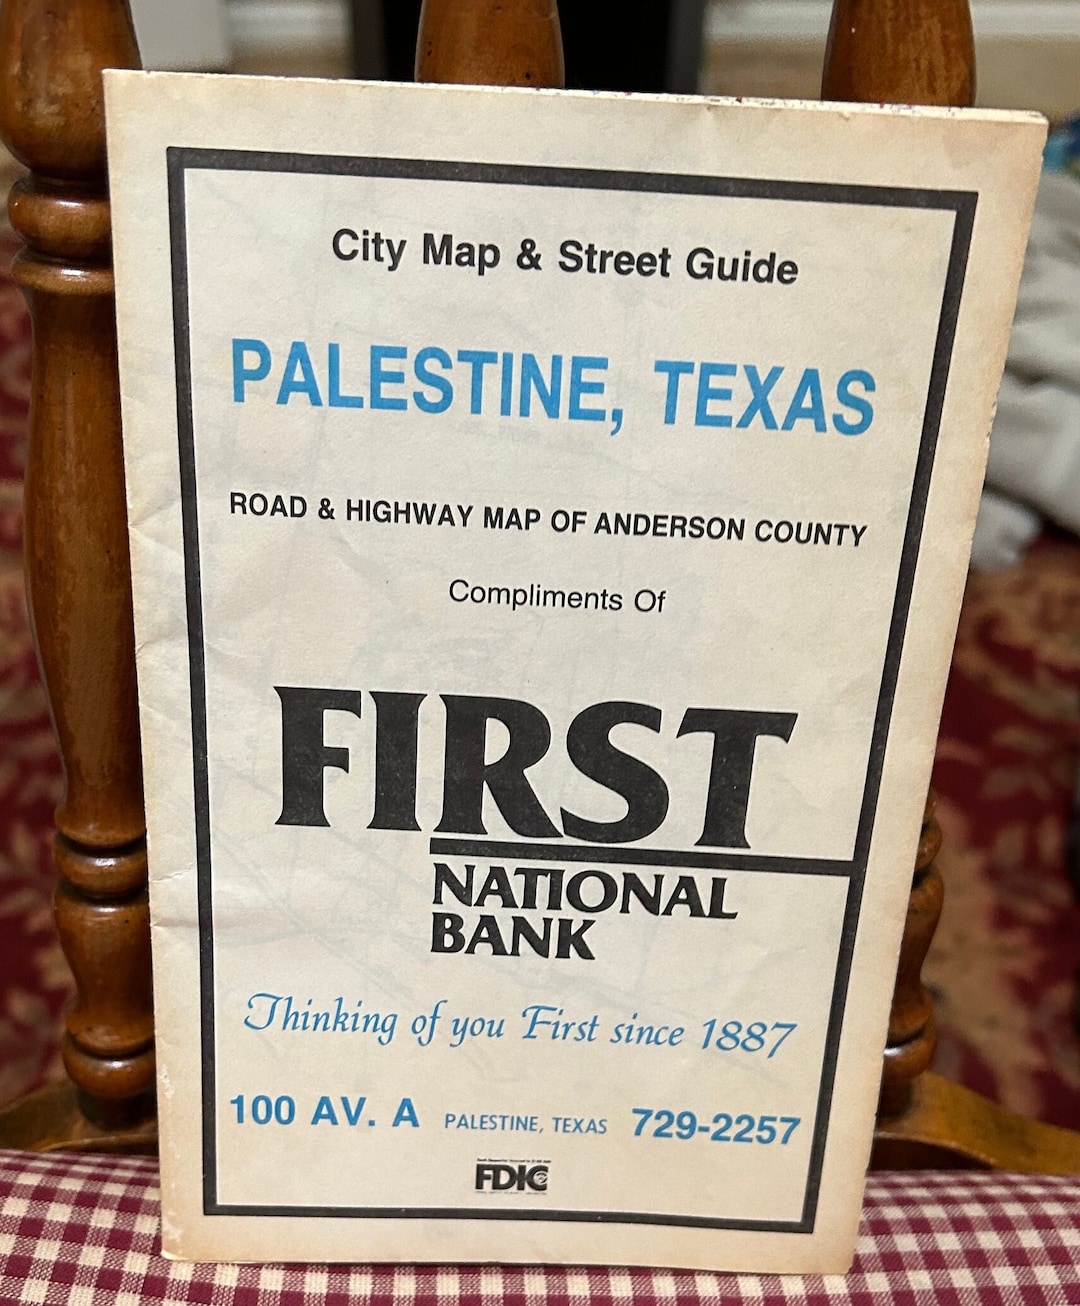 City Map & Street Guide
PALESTINE, TEXAS
ROAD & HIGHWAY MAP OF ANDERSON COUNTY
Compliments Of
FIRST
NATIONAL
BANK
Thinking of you First since 1887
100 AV. A PALESTINE, TEXAS 729-2257
FDIC